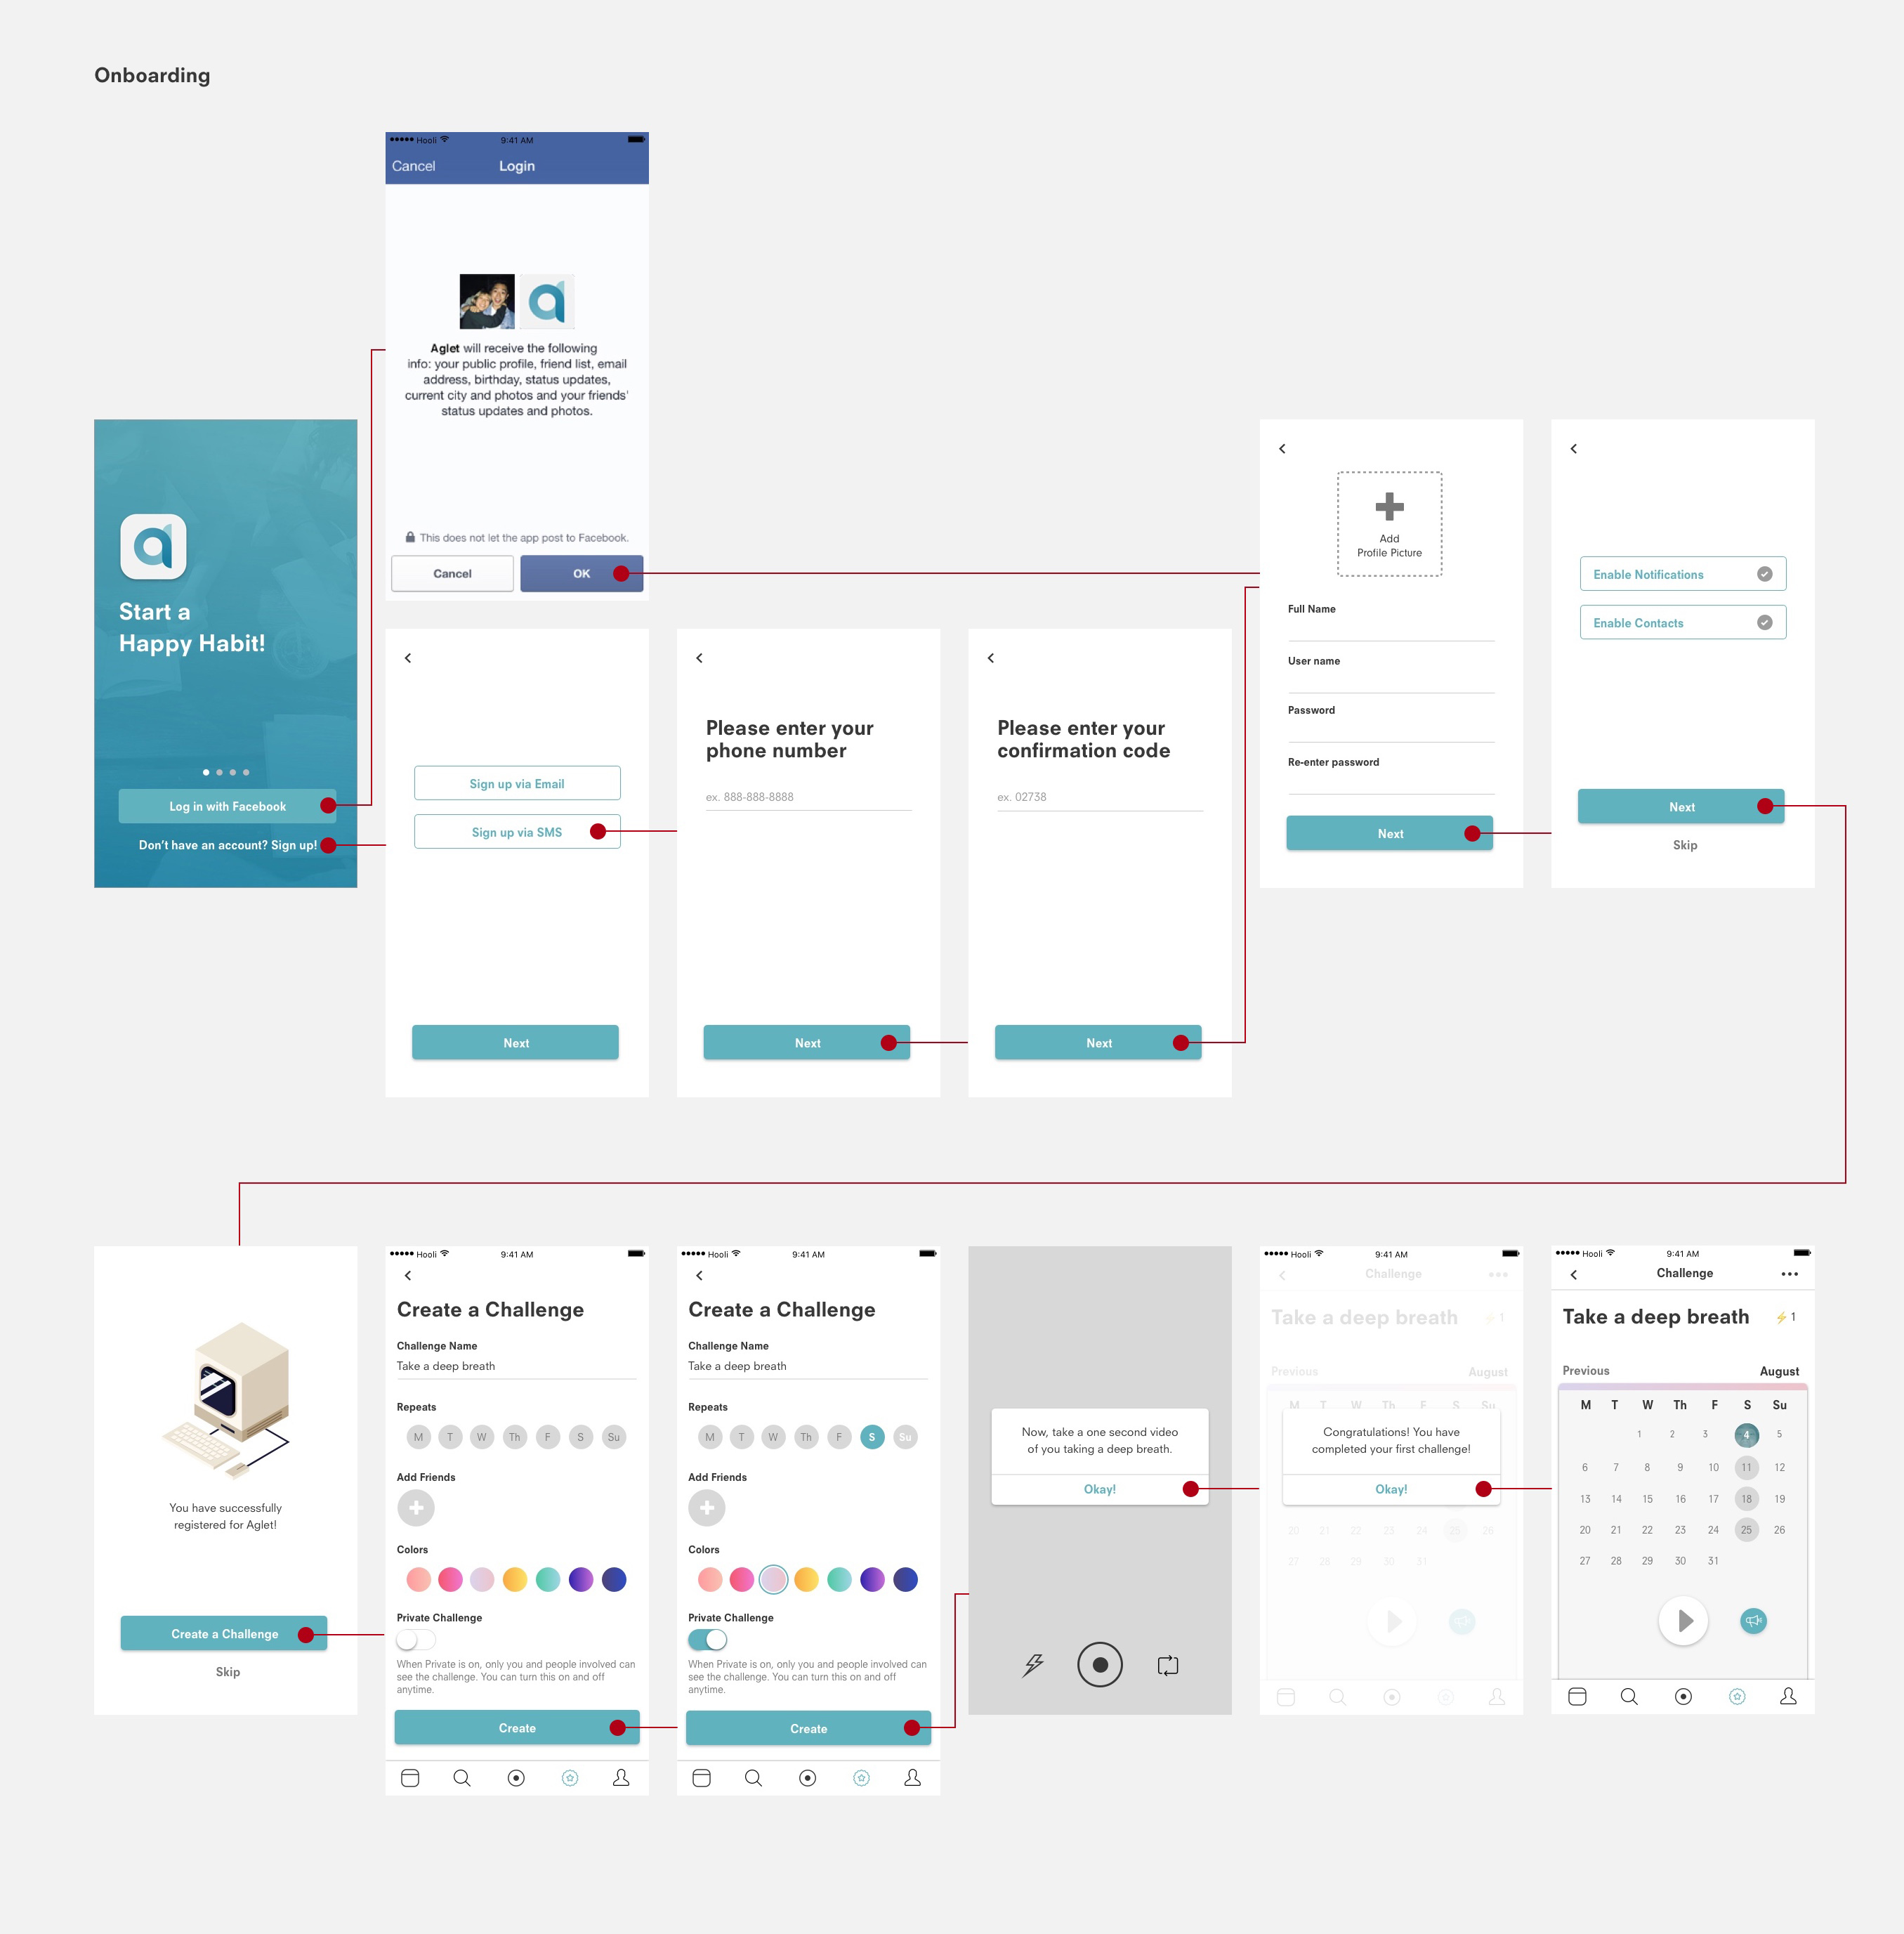 Onboarding
Hooli
9:41 AM
Cancel
Login
Aglet will receive the following
info: your public profile, friend list, email
address, birthday, status updates,
current city and photos and your friends'
status updates and photos.
This does not let the app post to Facebook.
Cancel
OK
Start a
Happy Habit!
Log in with Facebook
Don't have an account? Sign up!
Sign up via Email
Sign up via SMS
Next
Please enter your
phone number
ex. 888-888-8888
Next
Please enter your
confirmation code
ex. 02738
Next
Add
Profile Picture
Full Name
User name
Password
Re-enter password
Next
Enable Notifications
Enable Contacts
Next
Skip
You have successfully
registered for Aglet!
Create a Challenge
Skip
Hooli
9:41 AM
Create a Challenge
Challenge Name
Take a deep breath
Repeats
M T W Th F S Su
Add Friends
Colors
Private Challenge
When Private is on, only you and people involved can
see the challenge. You can turn this on and off
anytime.
Create
Hooli
9:41 AM
Create a Challenge
Challenge Name
Take a deep breath
Repeats
M T W Th F S Su
Add Friends
Colors
Private Challenge
When Private is on, only you and people involved can
see the challenge. You can turn this on and off
anytime.
Create
Now, take a one second video
of you taking a deep breath.
Okay!
Hooli
9:41 AM
Challenge
Take a deep breath
1
Previous
August
M T W Th F S Su
Congratulations! You have
completed your first challenge!
Okay!
20 21 22 23 24 25 26
27 28 29 30 31
Hooli
9:41 AM
Challenge
Take a deep breath
1
Previous
August
M T W Th F S Su
1 2 3 4 5
6 7 8 9 10 11 12
13 14 15 16 17 18 19
20 21 22 23 24 25 26
27 28 29 30 31